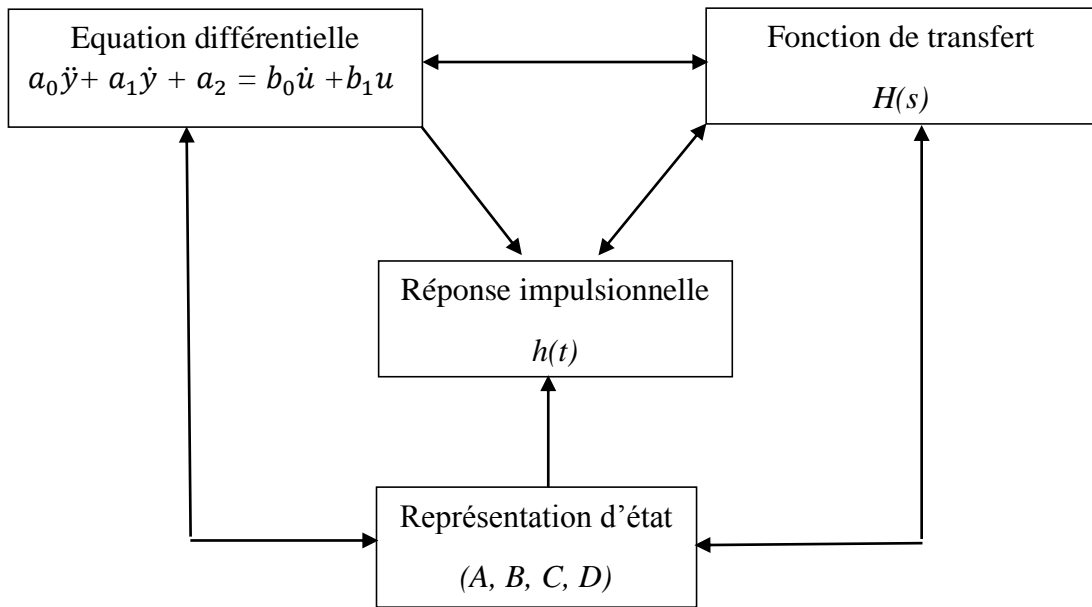 Equation différentielle
𝑎₀ÿ+ 𝑎₁ẏ + 𝑎₂ = 𝑏₀u̇ +𝑏₁𝑢
Fonction de transfert
H(s)
Réponse impulsionnelle
h(t)
Représentation d’état
(A, B, C, D)